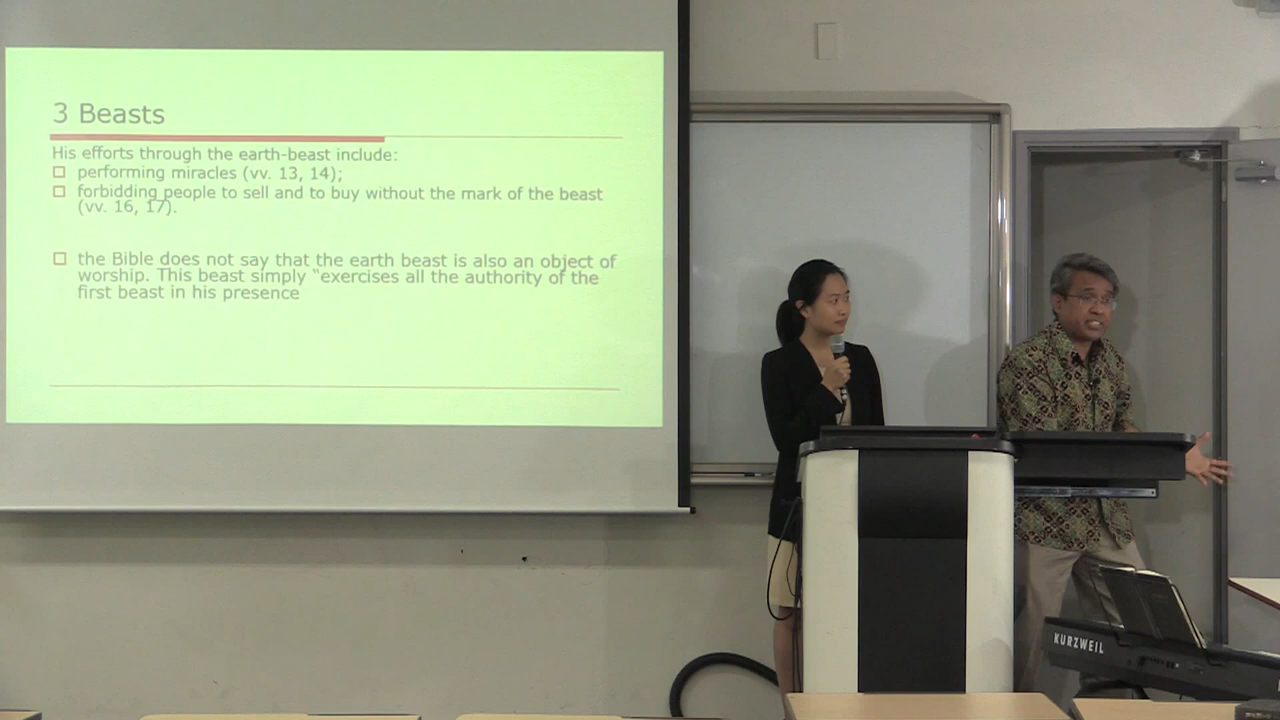 3 Beasts
His efforts through the earth-beast include:
performing miracles (vv. 13, 14);
forbidding people to sell and to buy without the mark of the beast
(vv. 16, 17).
the Bible does not say that the earth beast is also an object of
worship. This beast simply “exercises all the authority of the
first beast in his presence
KURZWEIL